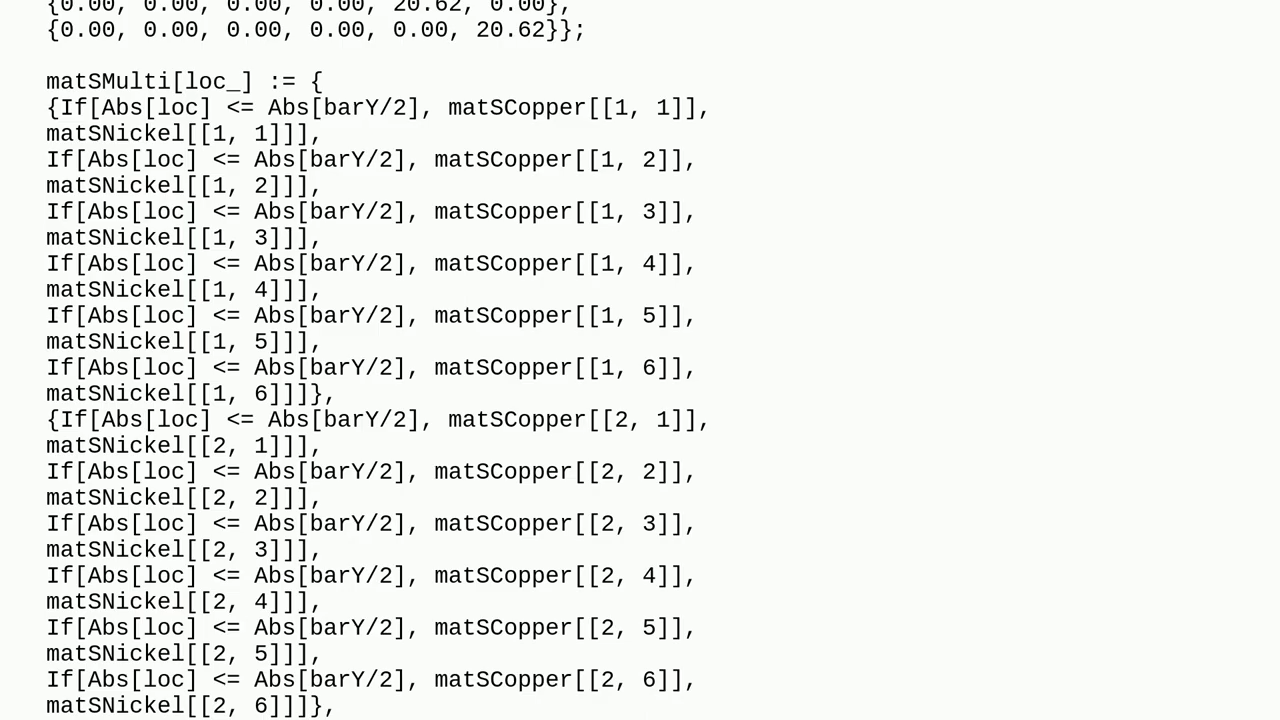 {0.00, 0.00, 0.00, 0.00, 20.62, 0.00},
{0.00, 0.00, 0.00, 0.00, 0.00, 20.62}};
matSMulti[loc_] := {
{If[Abs[loc] <= Abs[barY/2], matSCopper[[1, 1]],
matSNickel[[1, 1]]],
If[Abs[loc] <= Abs[barY/2], matSCopper[[1, 2]],
matSNickel[[1, 2]]],
If[Abs[loc] <= Abs[barY/2], matSCopper[[1, 3]],
matSNickel[[1, 3]]],
If[Abs[loc] <= Abs[barY/2], matSCopper[[1, 4]],
matSNickel[[1, 4]]],
If[Abs[loc] <= Abs[barY/2], matSCopper[[1, 5]],
matSNickel[[1, 5]]],
If[Abs[loc] <= Abs[barY/2], matSCopper[[1, 6]],
matSNickel[[1, 6]]]},
{If[Abs[loc] <= Abs[barY/2], matSCopper[[2, 1]],
matSNickel[[2, 1]]],
If[Abs[loc] <= Abs[barY/2], matSCopper[[2, 2]],
matSNickel[[2, 2]]],
If[Abs[loc] <= Abs[barY/2], matSCopper[[2, 3]],
matSNickel[[2, 3]]],
If[Abs[loc] <= Abs[barY/2], matSCopper[[2, 4]],
matSNickel[[2, 4]]],
If[Abs[loc] <= Abs[barY/2], matSCopper[[2, 5]],
matSNickel[[2, 5]]],
If[Abs[loc] <= Abs[barY/2], matSCopper[[2, 6]],
matSNickel[[2, 6]]]},